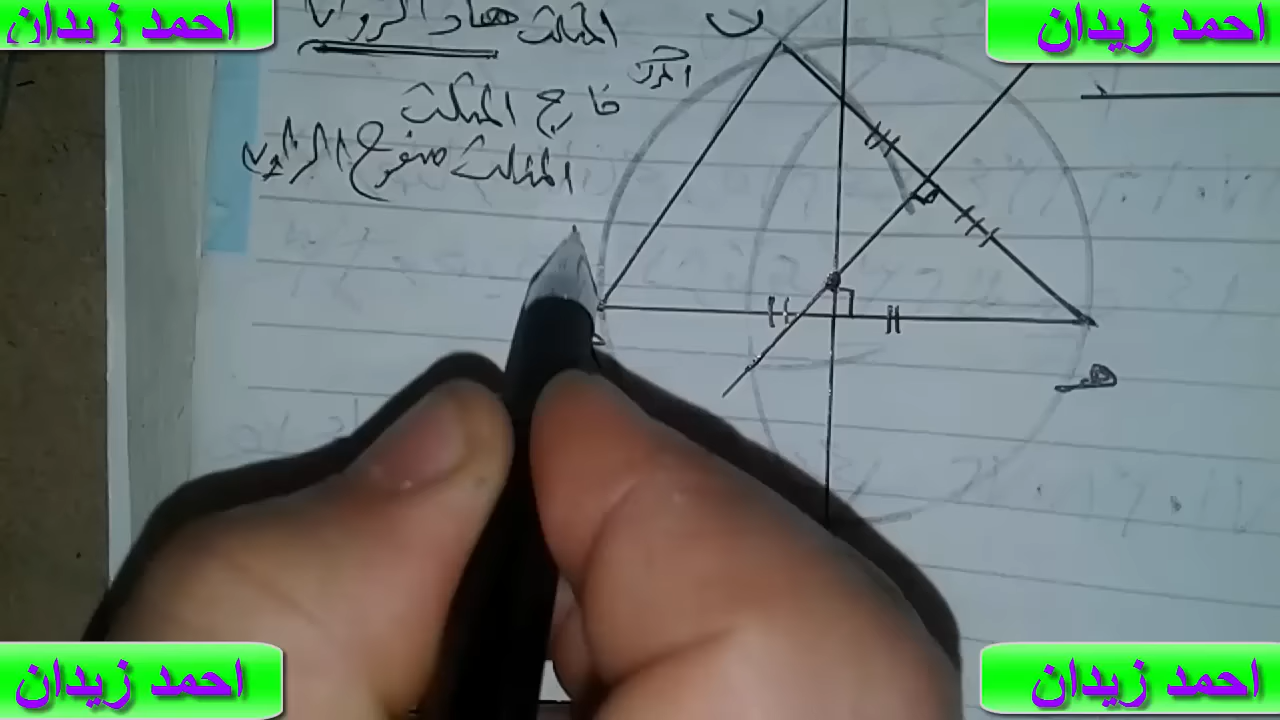 احمد زيدان
احمد زيدان
المثلث حاد الزوايا
المركز
خارج المثلث
المثلث منفرج الزاوية
هـ
احمد زيدان
احمد زيدان